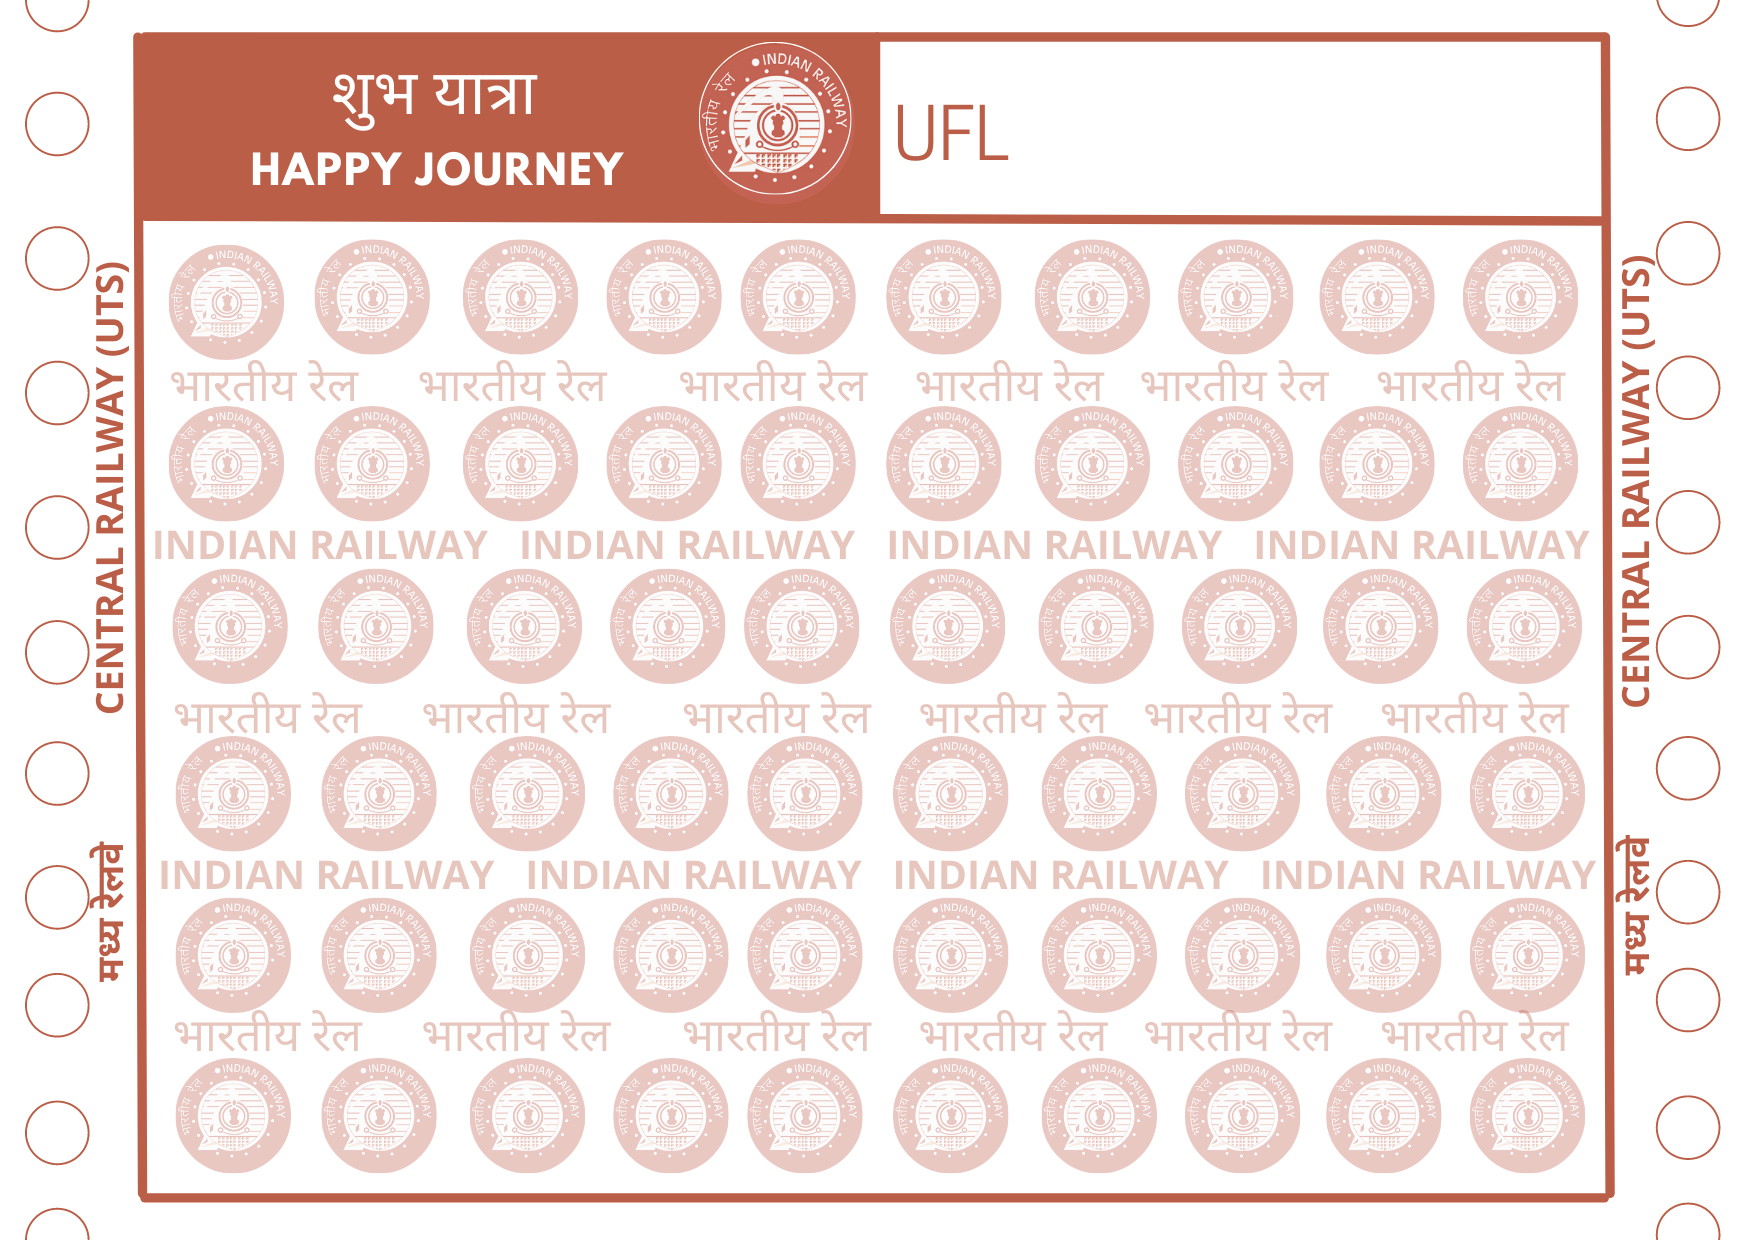 शुभ यात्रा
HAPPY JOURNEY
भारतीय रेल INDIAN RAILWAY
UFL
CENTRAL RAILWAY (UTS)
मध्य रेलवे
CENTRAL RAILWAY (UTS)
मध्य रेलवे
भारतीय रेल भारतीय रेल भारतीय रेल भारतीय रेल भारतीय रेल भारतीय रेल
INDIAN RAILWAY INDIAN RAILWAY INDIAN RAILWAY INDIAN RAILWAY
भारतीय रेल भारतीय रेल भारतीय रेल भारतीय रेल भारतीय रेल भारतीय रेल
INDIAN RAILWAY INDIAN RAILWAY INDIAN RAILWAY INDIAN RAILWAY
भारतीय रेल भारतीय रेल भारतीय रेल भारतीय रेल भारतीय रेल भारतीय रेल